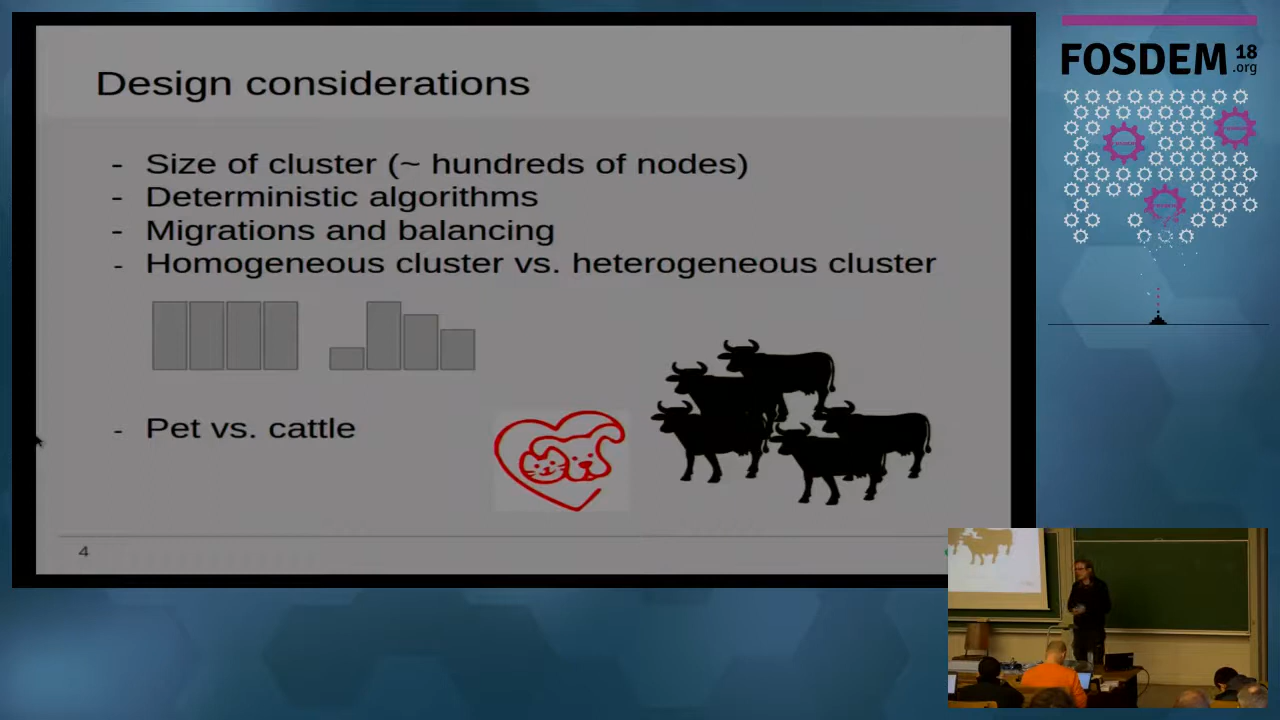 Design considerations
- Size of cluster (~ hundreds of nodes)
- Deterministic algorithms
- Migrations and balancing
- Homogeneous cluster vs. heterogeneous cluster
- Pet vs. cattle
4
FOSDEM 18
.org